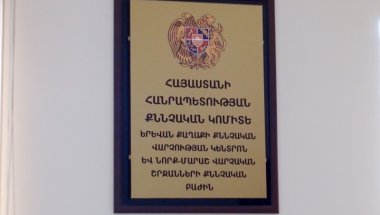 ՀԱՅԱՍՏԱՆԻ
ՀԱՆՐԱՊԵՏՈՒԹՅԱՆ
ՔՆՆՉԱԿԱՆ ԿՈՄԻՏԵ
ԵՐԵՎԱՆ ՔԱՂԱՔԻ ՔՆՆՉԱԿԱՆ
ՎԱՐՉՈՒԹՅԱՆ ԿԵՆՏՐՈՆ
ԵՎ ՆՈՐՔ-ՄԱՐԱՇ ՎԱՐՉԱԿԱՆ
ՇՐՋԱՆՆԵՐԻ ՔՆՆՉԱԿԱՆ
ԲԱԺԻՆ